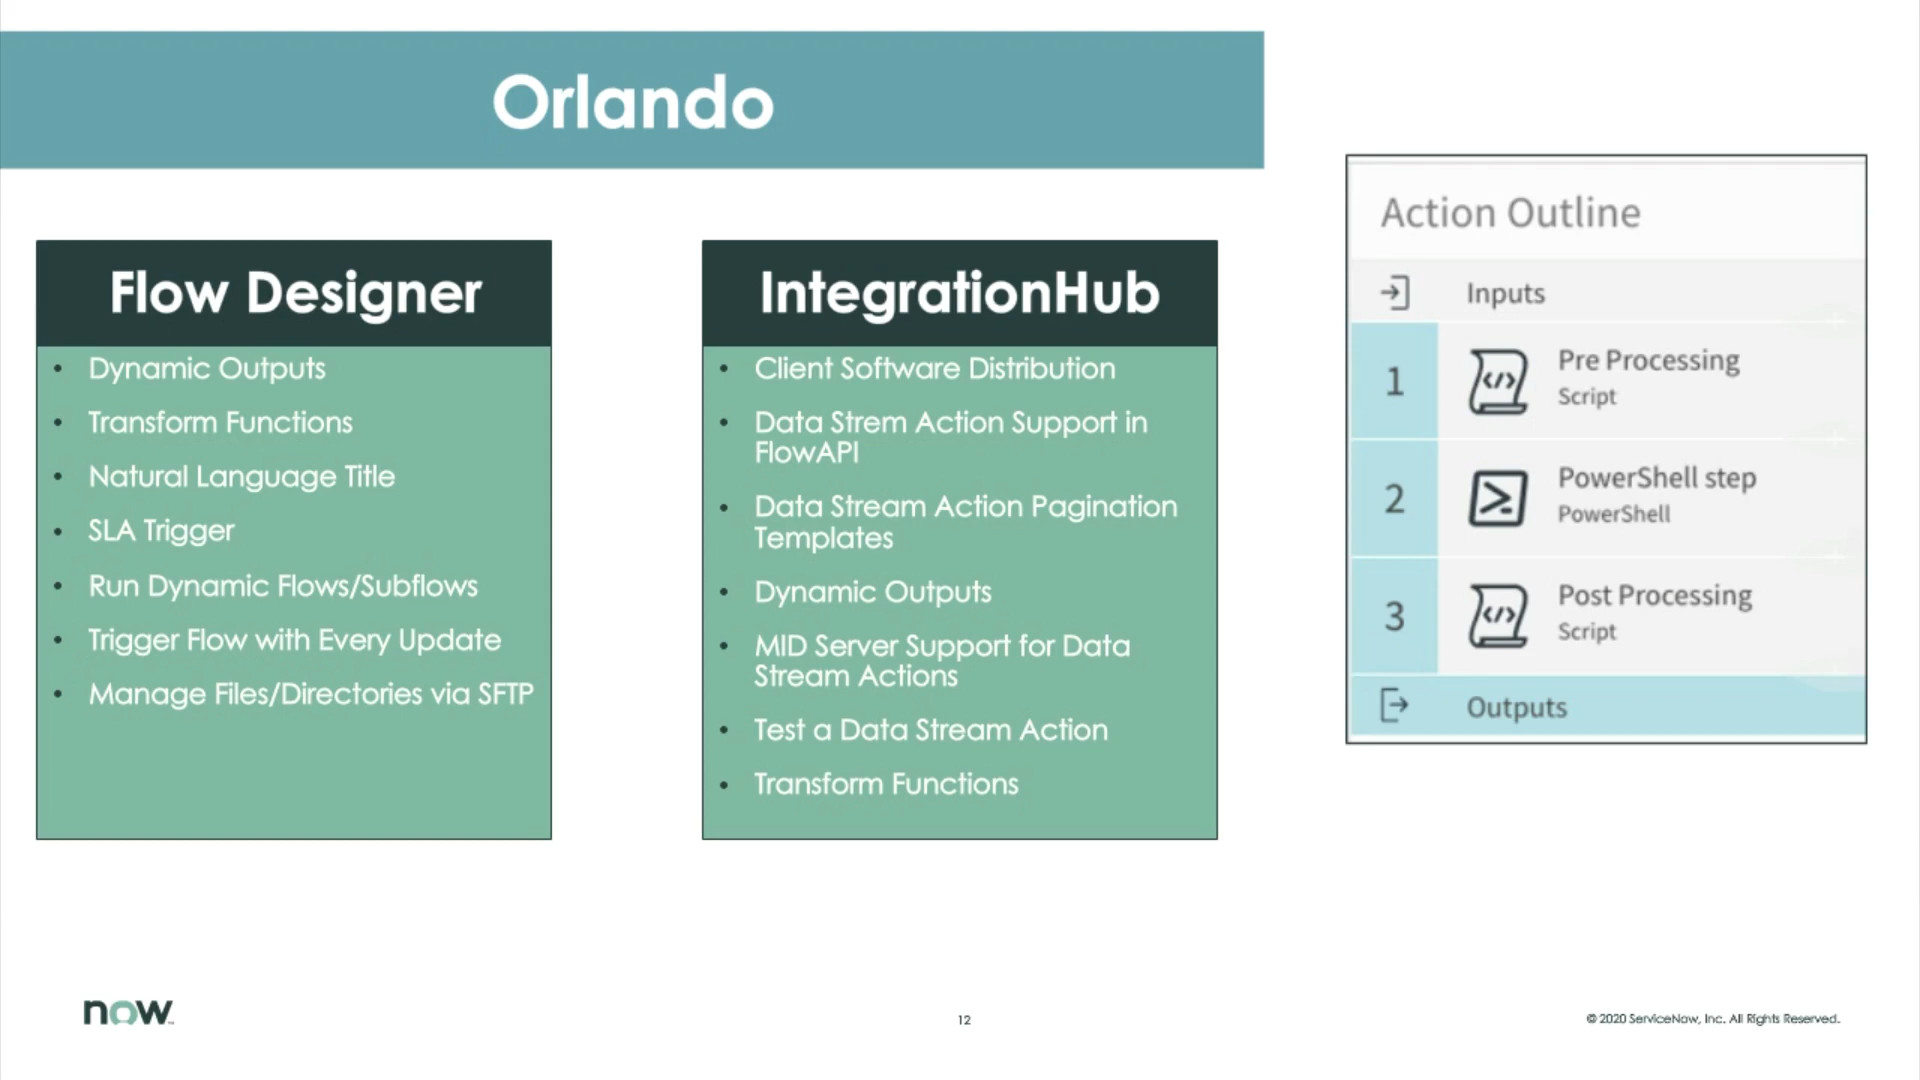 Orlando
Flow Designer
• Dynamic Outputs
• Transform Functions
• Natural Language Title
• SLA Trigger
• Run Dynamic Flows/Subflows
• Trigger Flow with Every Update
• Manage Files/Directories via SFTP
IntegrationHub
• Client Software Distribution
• Data Strem Action Support in
FlowAPI
• Data Stream Action Pagination
Templates
• Dynamic Outputs
• MID Server Support for Data
Stream Actions
• Test a Data Stream Action
• Transform Functions
Action Outline
Inputs
1
Pre Processing
Script
2
PowerShell step
PowerShell
3
Post Processing
Script
Outputs
now
12
© 2020 ServiceNow, Inc. All Rights Reserved.